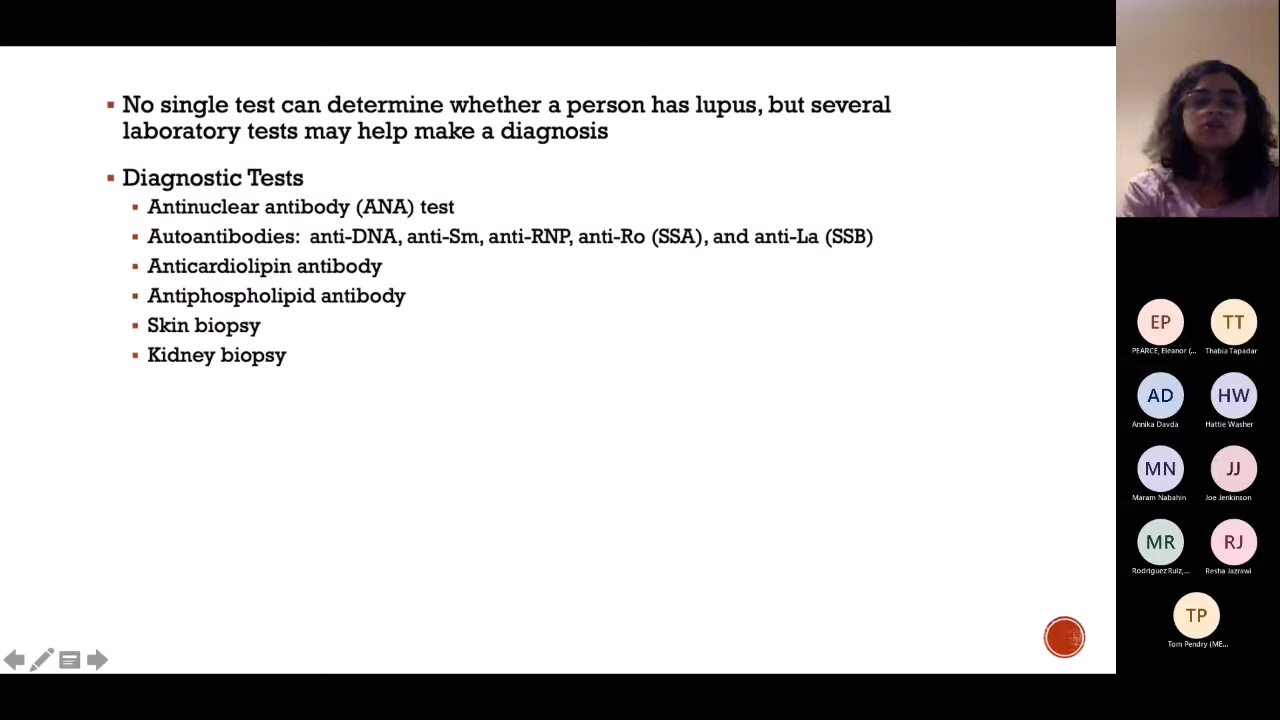 No single test can determine whether a person has lupus, but several
laboratory tests may help make a diagnosis
Diagnostic Tests
Antinuclear antibody (ANA) test
Autoantibodies: anti-DNA, anti-Sm, anti-RNP, anti-Ro (SSA), and anti-La (SSB)
Anticardiolipin antibody
Antiphospholipid antibody
Skin biopsy
Kidney biopsy
EP
PEARCE, Eleanor (...
TT
Thabia Tapadar
AD
Annika Davda
HW
Hattie Washer
MN
Maram Nabahin
JJ
Joe Jenkinson
MR
Rodriguez Ruiz,...
RJ
Resha Jazrawi
TP
Tom Pendry (ME...